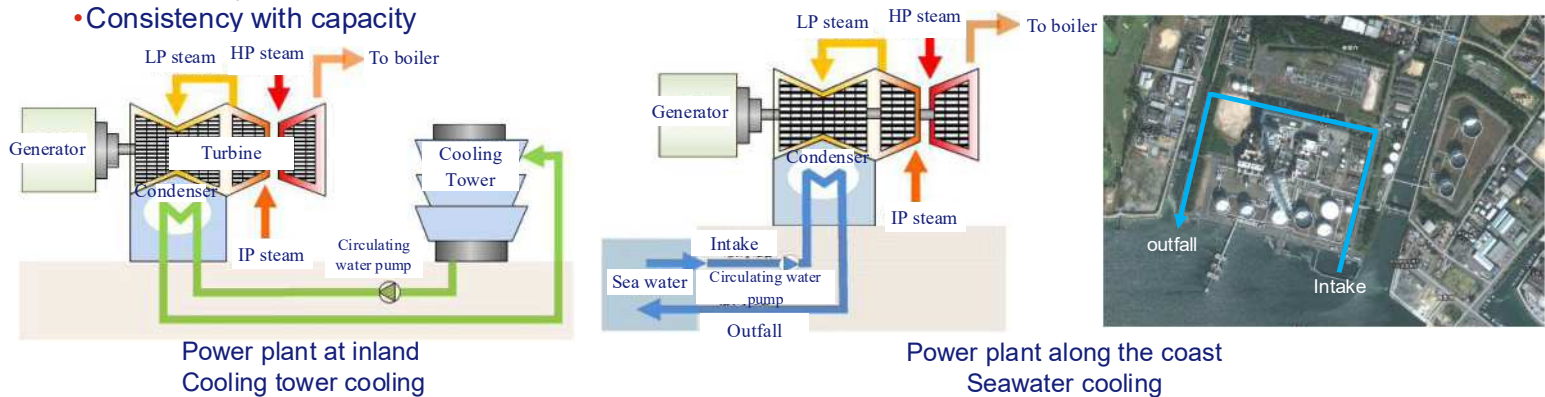 •Consistency with capacity
LP steam
HP steam
To boiler
Generator
Turbine
Cooling
Tower
Condenser
IP steam
Circulating
water pump
Power plant at inland
Cooling tower cooling
LP steam
HP steam
To boiler
Generator
Condenser
IP steam
Intake
Sea water
Circulating water
pump
Outfall
outfall
Intake
Power plant along the coast
Seawater cooling